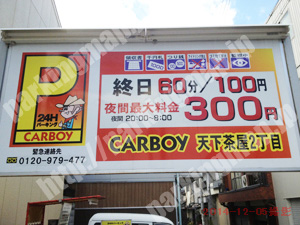 P
24H
パーキング
CARBOY
緊急連絡先
0120-979-477
終日 60分/100円
夜間最大料金
夜間 20:00~8:00
300円
CARBOY 天下茶屋2丁目